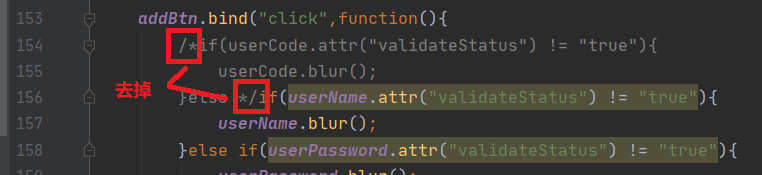 153 addBtn.bind("click",function(){
154 /*if(userCode.attr("validateStatus") != "true"){
155 userCode.blur();
去掉
156 }else */if(userName.attr("validateStatus") != "true"){
157 userName.blur();
158 }else if(userPassword.attr("validateStatus") != "true"){
userPassword.blur();